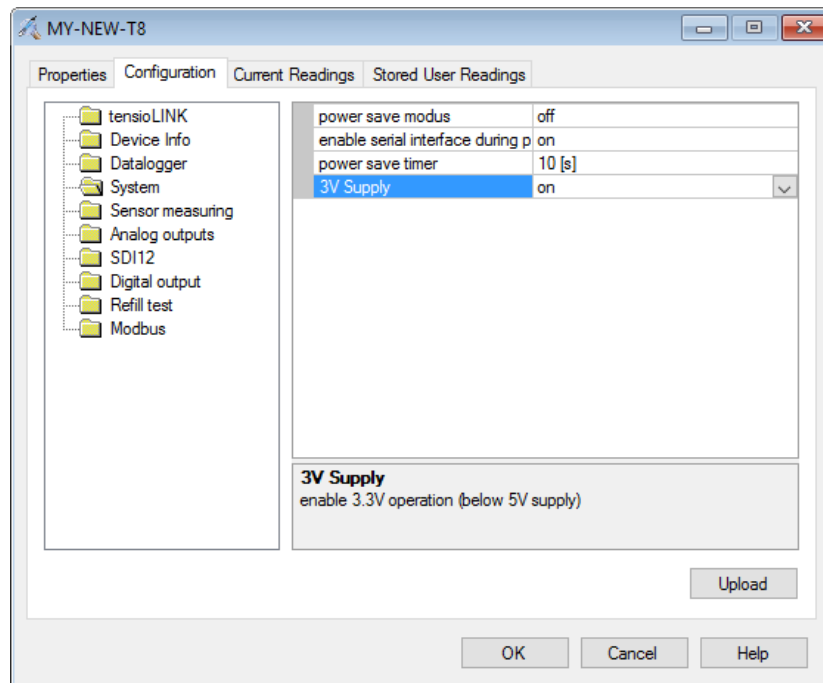 MY-NEW-T8
Properties Configuration Current Readings Stored User Readings
tensioLINK
Device Info
Datalogger
System
Sensor measuring
Analog outputs
SDI12
Digital output
Refill test
Modbus
power save modus off
enable serial interface during p on
power save timer 10 [s]
3V Supply on
3V Supply
enable 3.3V operation (below 5V supply)
Upload
OK Cancel Help